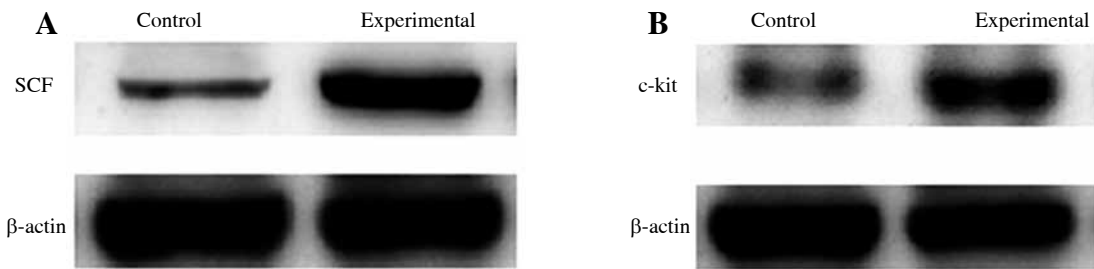 A Control Experimental
SCF
β-actin
B Control Experimental
c-kit
β-actin